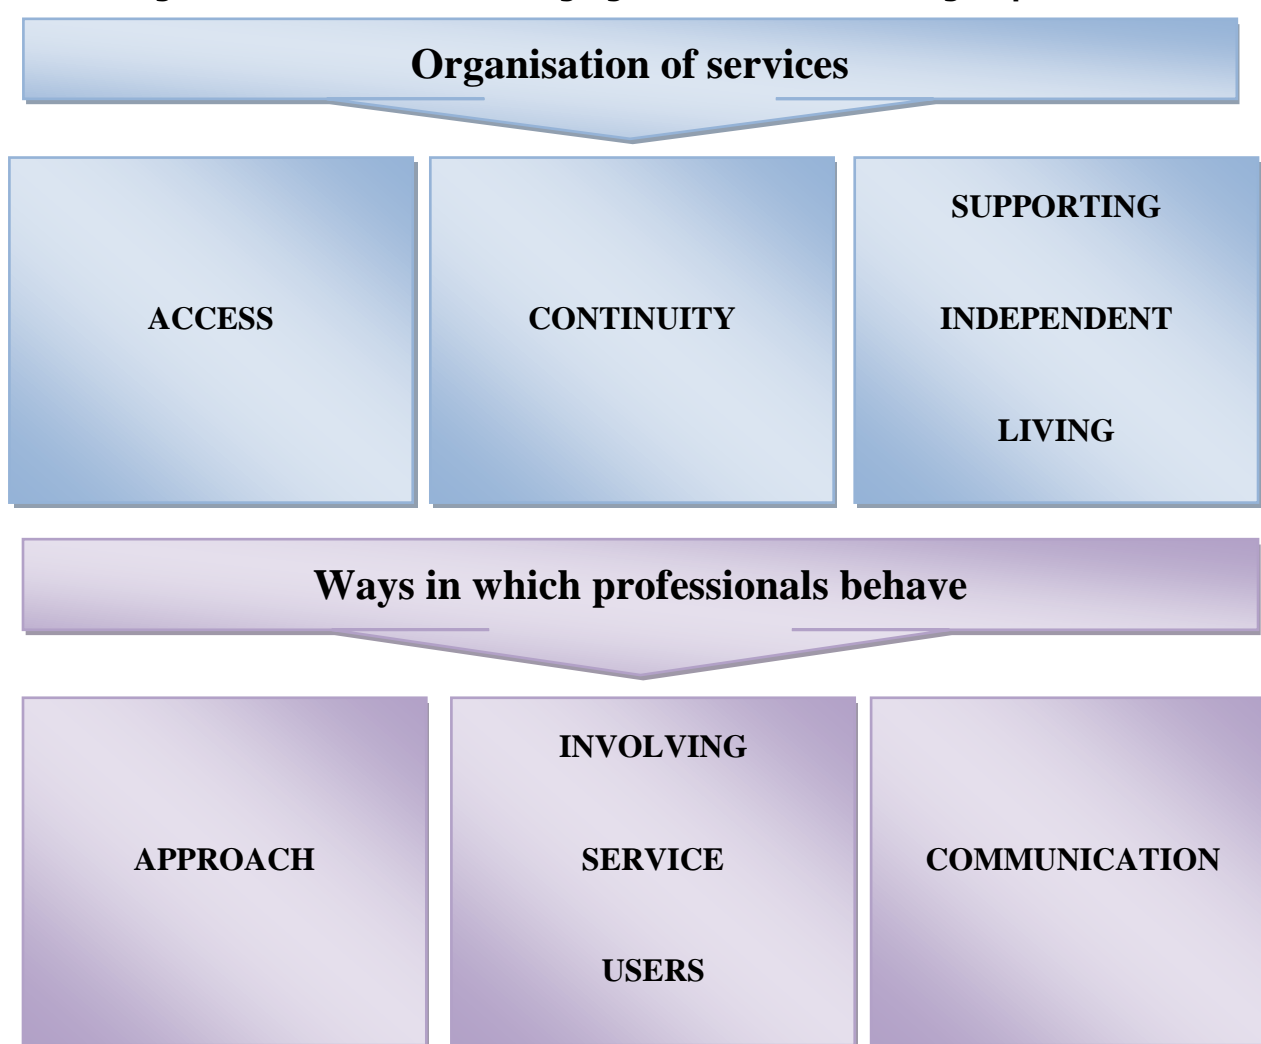 Organisation of services
ACCESS
CONTINUITY
SUPPORTING
INDEPENDENT
LIVING
Ways in which professionals behave
APPROACH
INVOLVING
SERVICE
USERS
COMMUNICATION